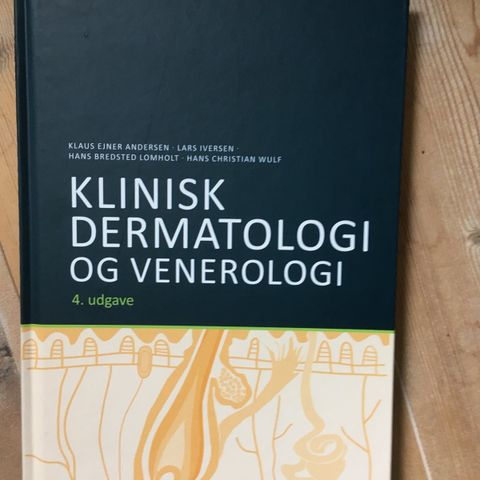 KLAUS EJNER ANDERSEN · LARS IVERSEN ·
HANS BREDSTED LOMHOLT · HANS CHRISTIAN WULF
KLINISK
DERMATOLOGI
OG VENEROLOGI
4. udgave